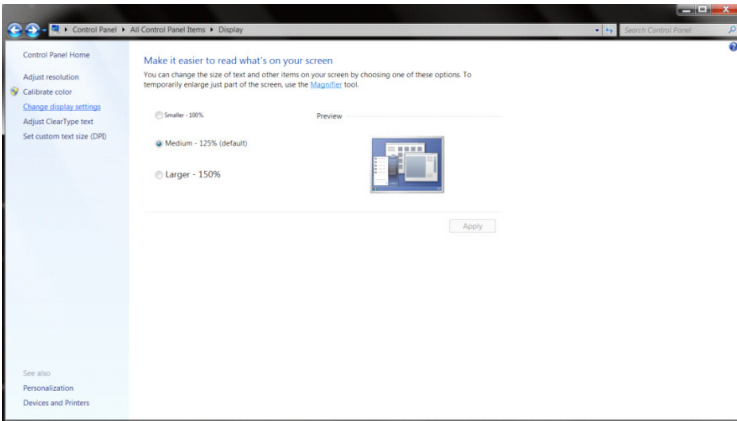 Control Panel ▸ All Control Panel Items ▸ Display
Search Control Panel
Control Panel Home
Adjust resolution
Calibrate color
Change display settings
Adjust ClearType text
Set custom text size (DPI)
See also
Personalization
Devices and Printers
Make it easier to read what's on your screen
You can change the size of text and other items on your screen by choosing one of these options. To
temporarily enlarge just part of the screen, use the Magnifier tool.
Smaller - 100%
Preview
Medium - 125% (default)
Larger - 150%
Apply